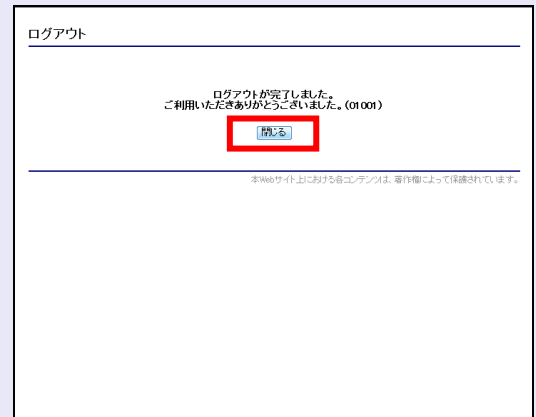 ログアウト
ログアウトが完了しました。
ご利用いただきありがとうございました。(01001)
閉じる
本Webサイト上における各コンテンツは、著作権によって保護されています。